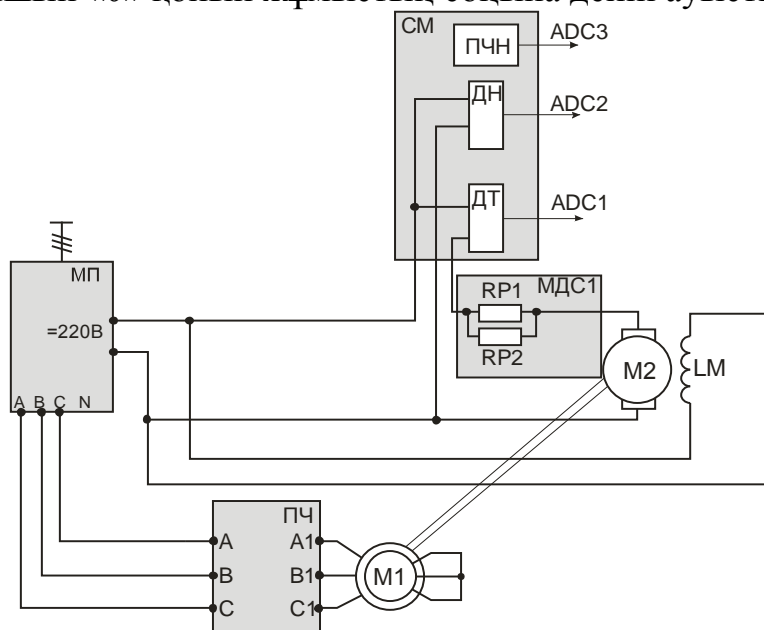 СМ
ПЧН
ADC3
ДН
ADC2
ДТ
ADC1
МП
=220В
A B C N
МДС1
RP1
RP2
M2
LM
ПЧ
A A1
B B1
C C1
M1